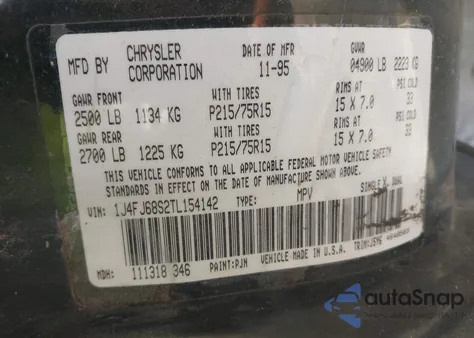 MFD BY CHRYSLER CORPORATION DATE OF MFR 11-95 GVWR 04900 LB 2223 KG
GAWR FRONT WITH TIRES RIMS AT PSI COLD
2500 LB 1134 KG P215/75R15 15 X 7.0 33
GAWR REAR WITH TIRES RIMS AT PSI COLD
2700 LB 1225 KG P215/75R15 15 X 7.0 33
THIS VEHICLE CONFORMS TO ALL APPLICABLE FEDERAL MOTOR VEHICLE SAFETY
STANDARDS IN EFFECT ON THE DATE OF MANUFACTURE SHOWN ABOVE.
VIN: 1J4FJ68S2TL154142 TYPE: MPV SINGLE X DUAL
MDH: 111318 346 PAINT:PJN VEHICLE MADE IN U.S.A. TRIM:
autoSnap